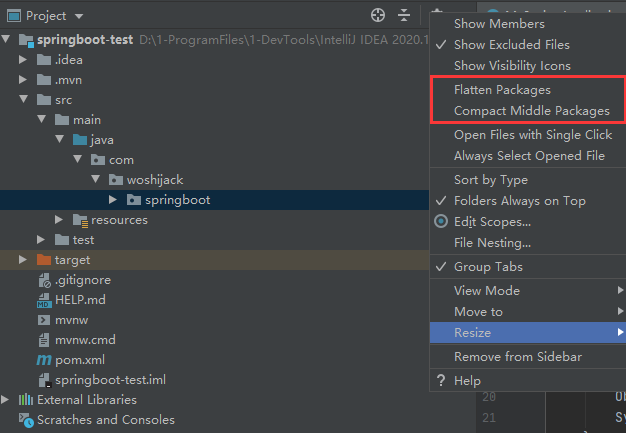 Project
springboot-test D:\1-ProgramFiles\1-DevTools\IntelliJ IDEA 2020.1
.idea
.mvn
src
main
java
com
woshijack
springboot
resources
test
target
.gitignore
HELP.md
mvnw
mvnw.cmd
pom.xml
springboot-test.iml
External Libraries
Scratches and Consoles
Show Members
Show Excluded Files
Show Visibility Icons
Flatten Packages
Compact Middle Packages
Open Files with Single Click
Always Select Opened File
Sort by Type
Folders Always on Top
Edit Scopes...
File Nesting...
Group Tabs
View Mode
Move to
Resize
Remove from Sidebar
? Help
20 Ob
21 Sy